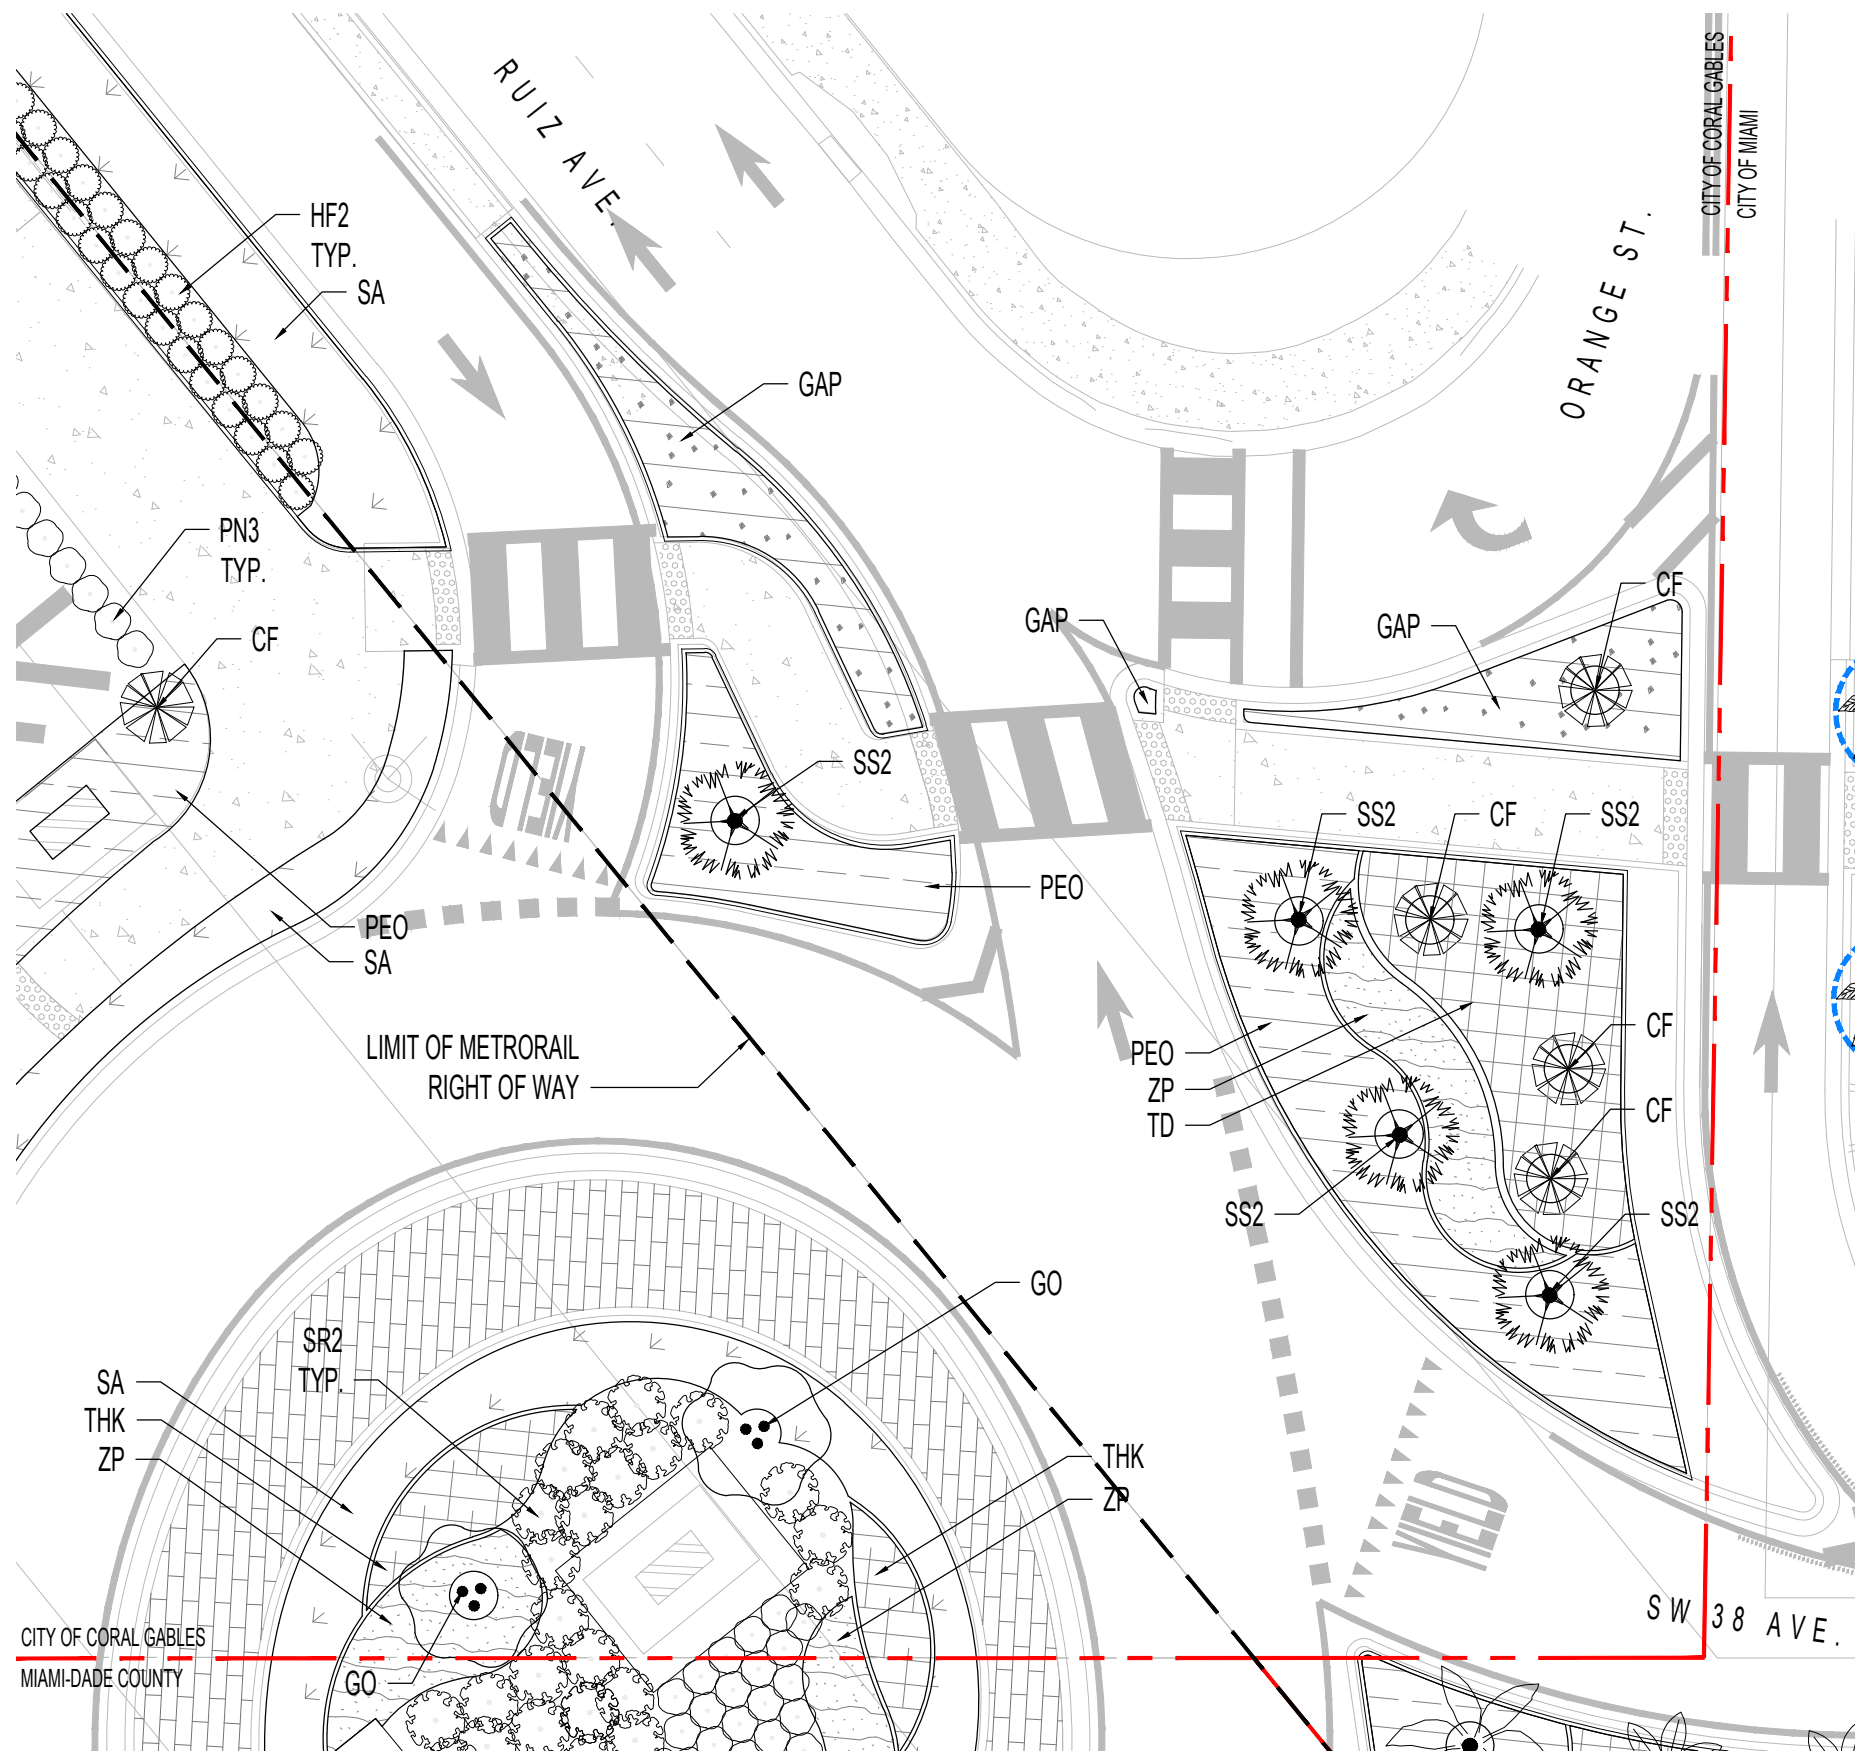 RUIZ AVE.
CITY OF CORAL GABLES
CITY OF MIAMI
ORANGE ST.
HF2
TYP.
SA
GAP
PN3
TYP.
CF
GAP
GAP
CF
SS2
PEO
SS2
CF
SS2
YIELD
PEO
SA
LIMIT OF METRORAIL
RIGHT OF WAY
PEO
ZP
TD
CF
CF
SS2
SS2
GO
SR2
TYP.
SA
THK
ZP
THK
ZP
YIELD
SW 38 AVE.
CITY OF CORAL GABLES
MIAMI-DADE COUNTY
GO